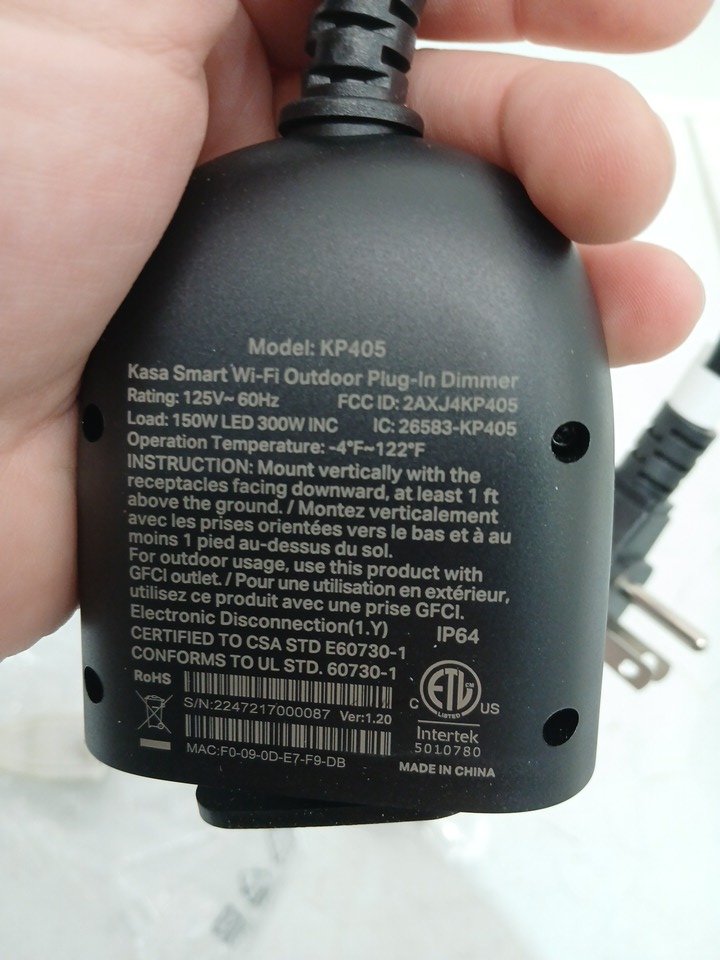 Model: KP405
Kasa Smart Wi-Fi Outdoor Plug-In Dimmer
Rating: 125V~ 60Hz FCC ID: 2AXJ4KP405
Load: 150W LED 300W INC IC: 26583-KP405
Operation Temperature: -4°F~122°F
INSTRUCTION: Mount vertically with the
receptacles facing downward, at least 1 ft
above the ground. / Montez verticalement
avec les prises orientées vers le bas et à au
moins 1 pied au-dessus du sol.
For outdoor usage, use this product with
GFCI outlet. / Pour une utilisation en extérieur,
utilisez ce produit avec une prise GFCI.
Electronic Disconnection(1.Y) IP64
CERTIFIED TO CSA STD E60730-1
CONFORMS TO UL STD. 60730-1
RoHS
S/N:2247217000087 Ver:1.20
MAC:F0-09-0D-E7-F9-DB
C ETL CM US
LISTED
Intertek
5010780
MADE IN CHINA